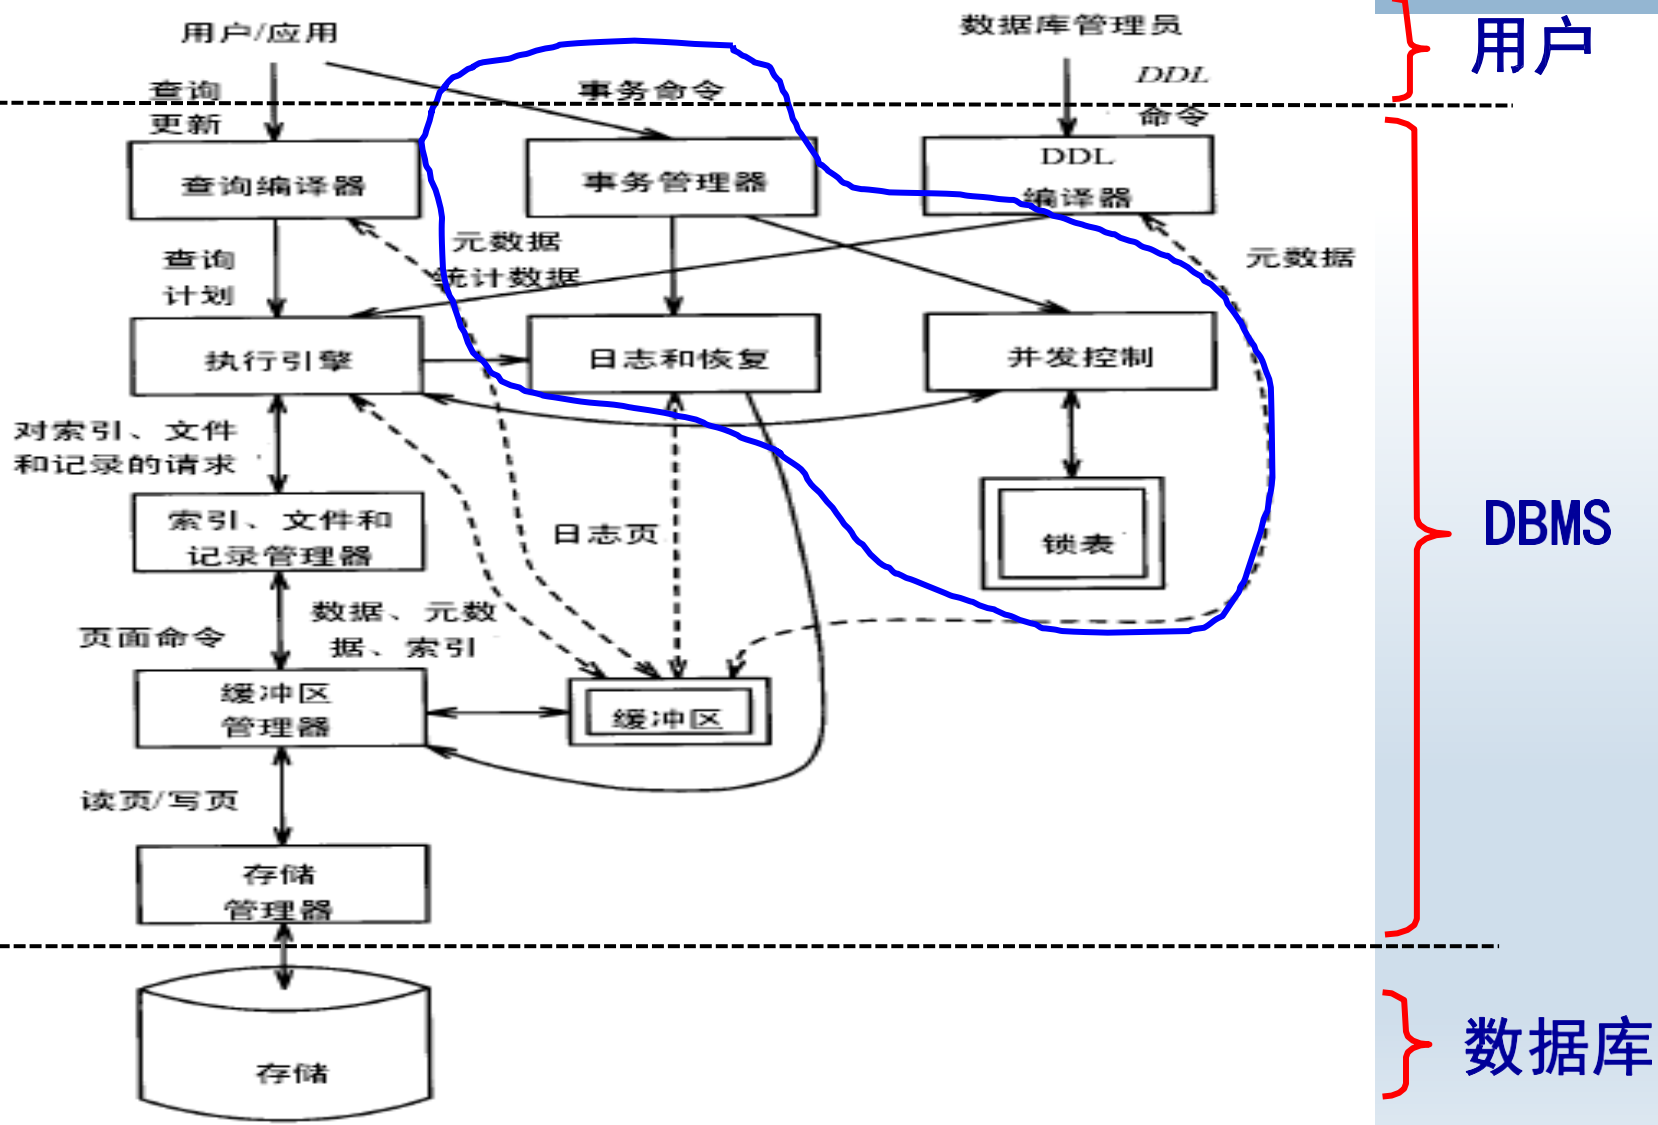 用户/应用
数据库管理员
用户
查询
更新
事务命令
DDL
命令
查询编译器
事务管理器
DDL
编译器
元数据
统计数据
元数据
查询
计划
执行引擎
日志和恢复
并发控制
对索引、文件
和记录的请求
索引、文件和
记录管理器
日志页
锁表
DBMS
页面命令
数据、元数
据、索引
缓冲区
管理器
缓冲区
读页/写页
存储
管理器
存储
数据库